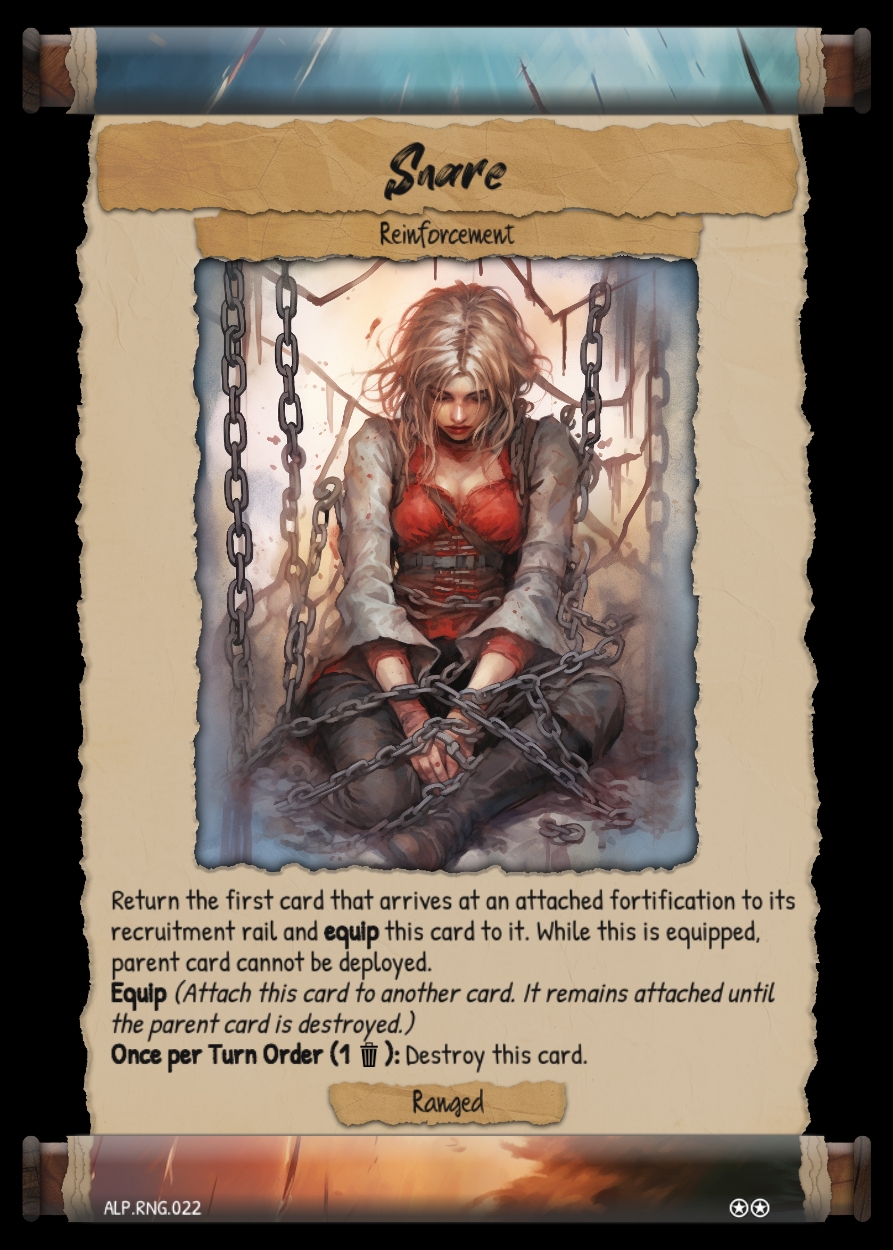 Snare
Reinforcement
Return the first card that arrives at an attached fortification to its
recruitment rail and equip this card to it. While this is equipped,
parent card cannot be deployed.
Equip (Attach this card to another card. It remains attached until
the parent card is destroyed.)
Once per Turn Order (1 🗑): Destroy this card.
Ranged
ALP.RNG.022